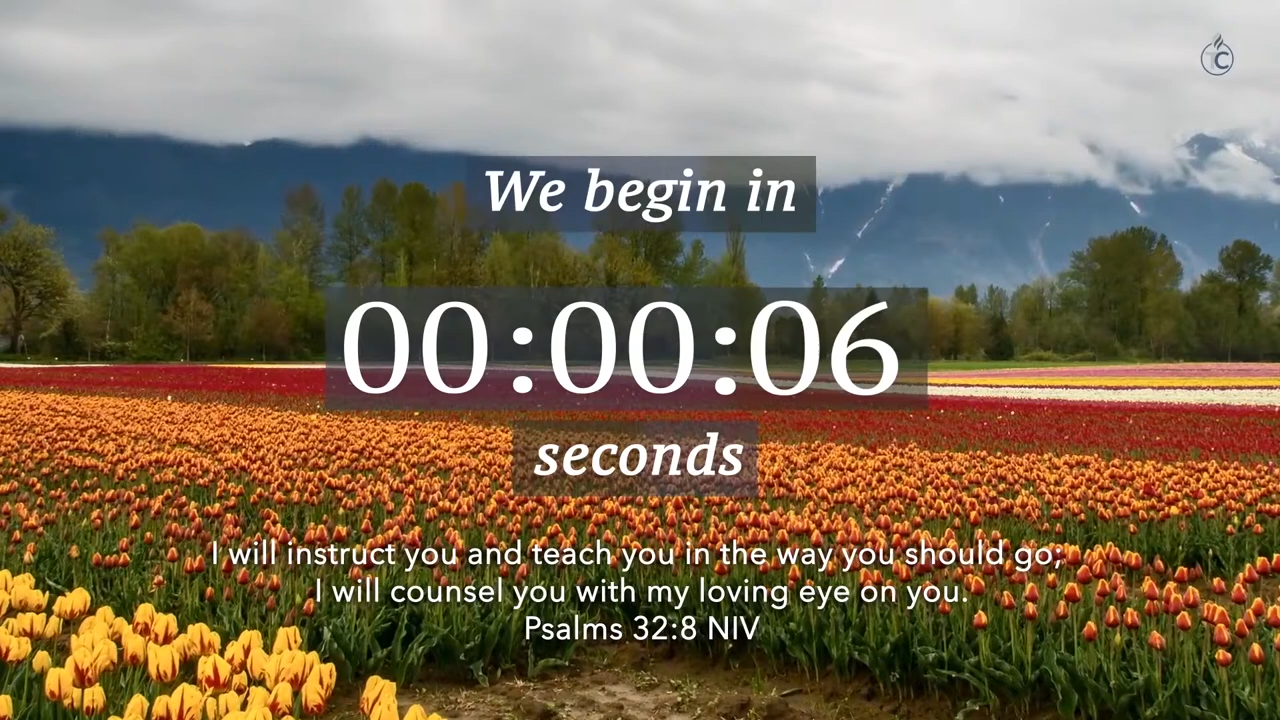 We begin in
00:00:06
seconds
I will instruct you and teach you in the way you should go;
I will counsel you with my loving eye on you.
Psalms 32:8 NIV